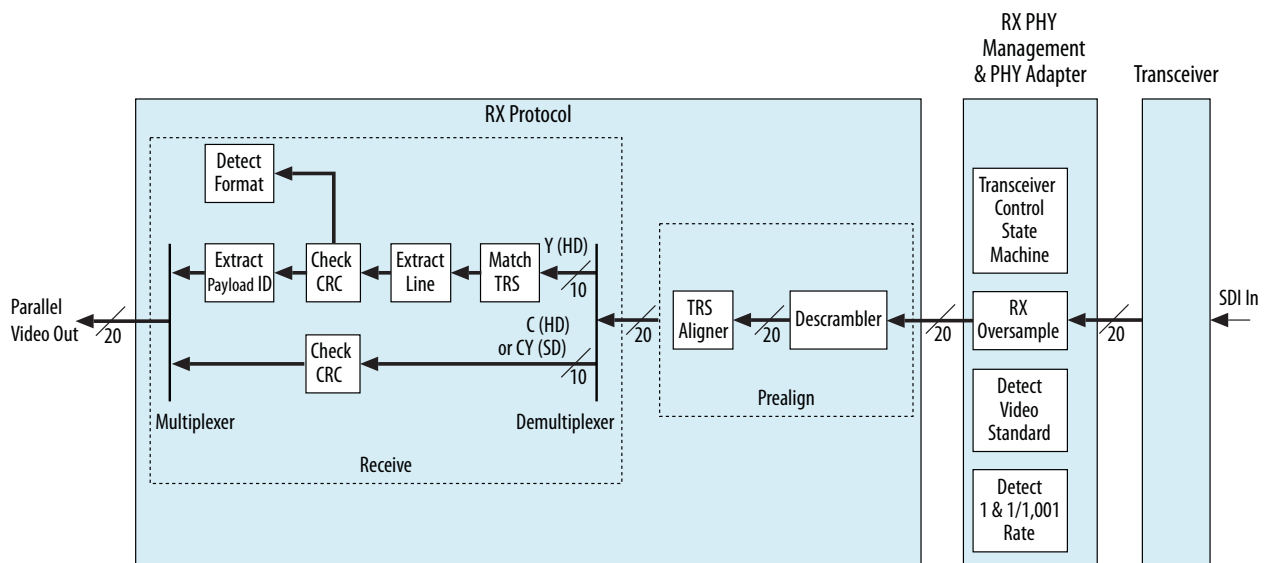 RX PHY
Management
& PHY Adapter
Transceiver
RX Protocol
Detect
Format
Transceiver
Control
State
Machine
Y (HD)
Extract
Payload ID
Check
CRC
Extract
Line
Match
TRS
10
Parallel
Video Out
20
TRS
Aligner
20
Descrambler
20
20
RX
Oversample
20
SDI In
C (HD)
or CY (SD)
Check
CRC
10
Multiplexer
Demultiplexer
Prealign
Detect
Video
Standard
Receive
Detect
1 & 1/1,001
Rate